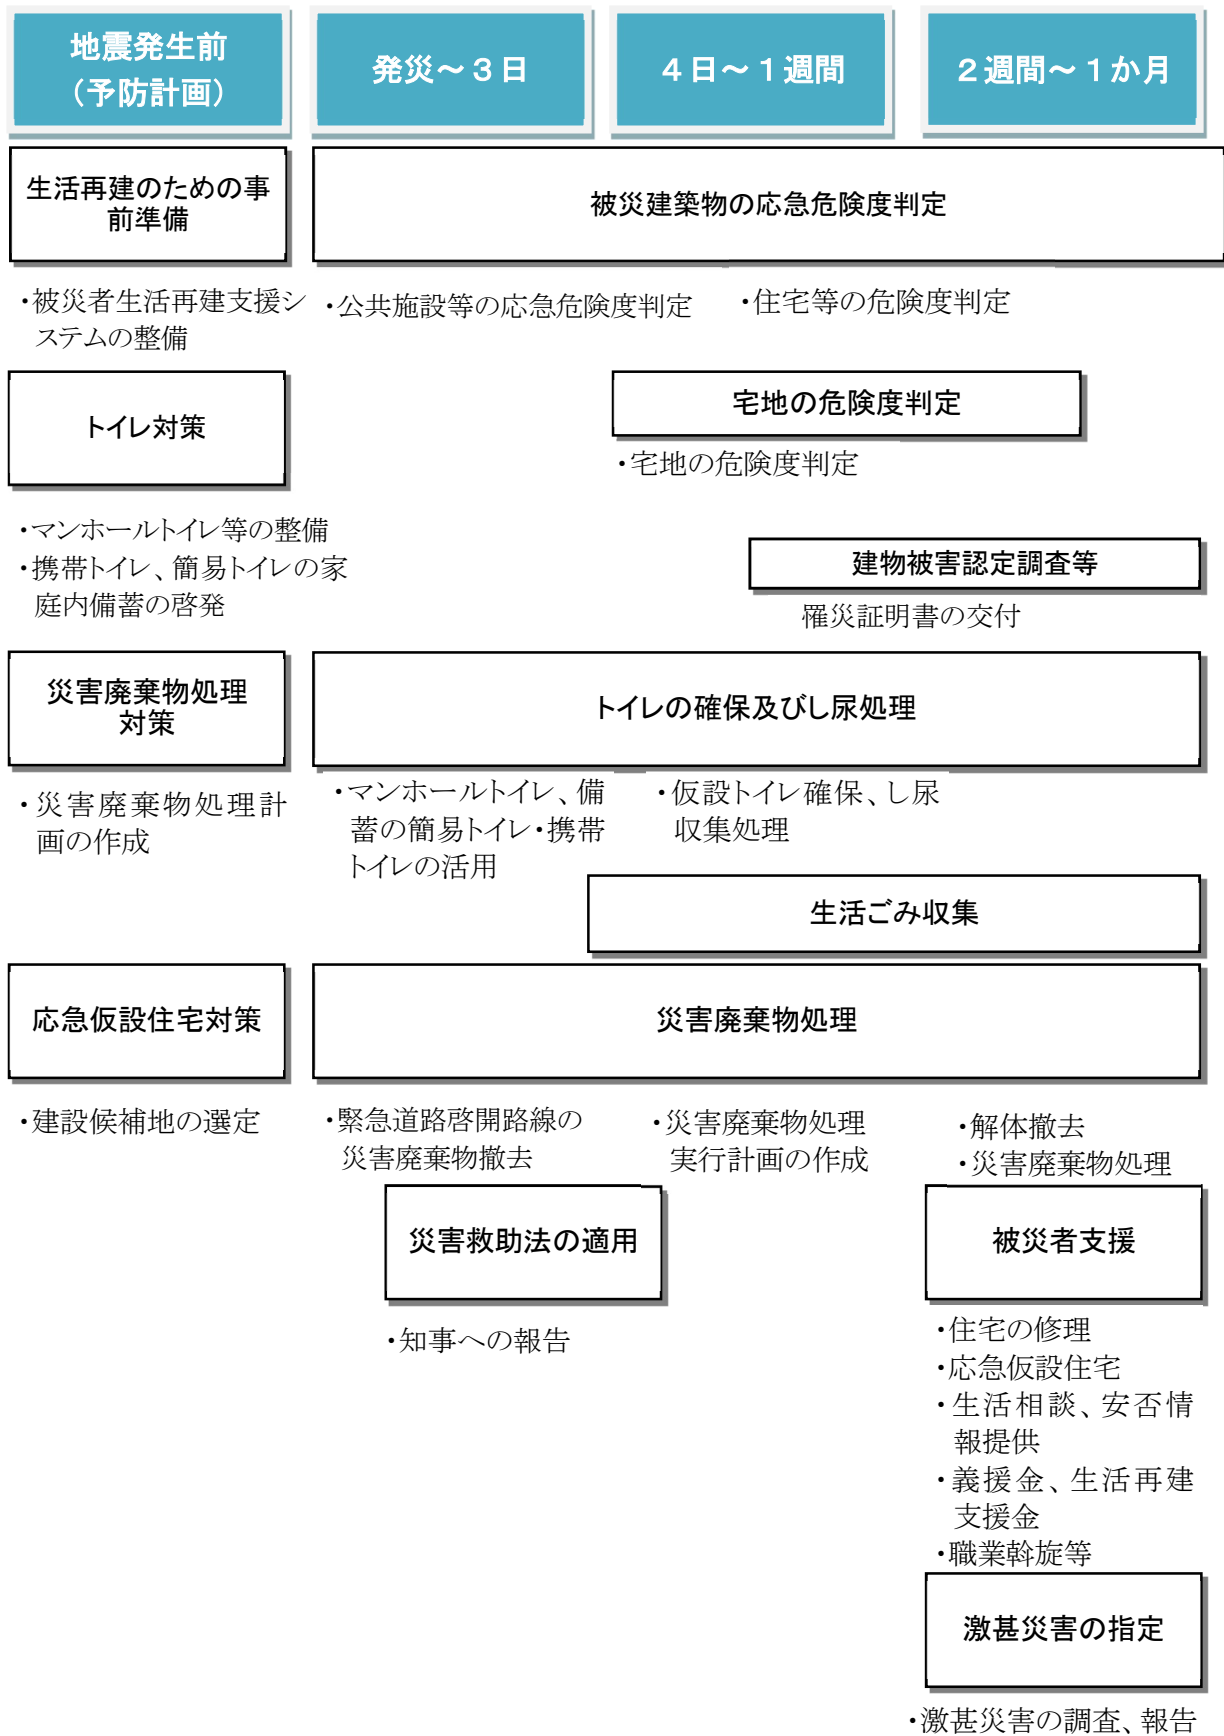 地震発生前
（予防計画）
発災～３日
４日～１週間
２週間～１か月
生活再建のための事
前準備
被災建築物の応急危険度判定
・被災者生活再建支援シ
ステムの整備
・公共施設等の応急危険度判定
・住宅等の危険度判定
トイレ対策
宅地の危険度判定
・宅地の危険度判定
・マンホールトイレ等の整備
・携帯トイレ、簡易トイレの家
庭内備蓄の啓発
建物被害認定調査等
罹災証明書の交付
災害廃棄物処理
対策
トイレの確保及びし尿処理
・災害廃棄物処理計
画の作成
・マンホールトイレ、備
蓄の簡易トイレ・携帯
トイレの活用
・仮設トイレ確保、し尿
収集処理
生活ごみ収集
応急仮設住宅対策
災害廃棄物処理
・建設候補地の選定
・緊急道路啓開路線の
災害廃棄物撤去
・災害廃棄物処理
実行計画の作成
・解体撤去
・災害廃棄物処理
災害救助法の適用
・知事への報告
被災者支援
・住宅の修理
・応急仮設住宅
・生活相談、安否情
報提供
・義援金、生活再建
支援金
・職業斡旋等
激甚災害の指定
・激甚災害の調査、報告